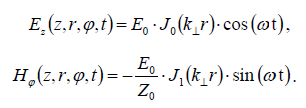 E_z(z,r,φ,t) = E_0 · J_0(k_⊥r) · cos(ωt),
H_φ(z,r,φ,t) = −E_0/Z_0 · J_1(k_⊥r) · sin(ωt).